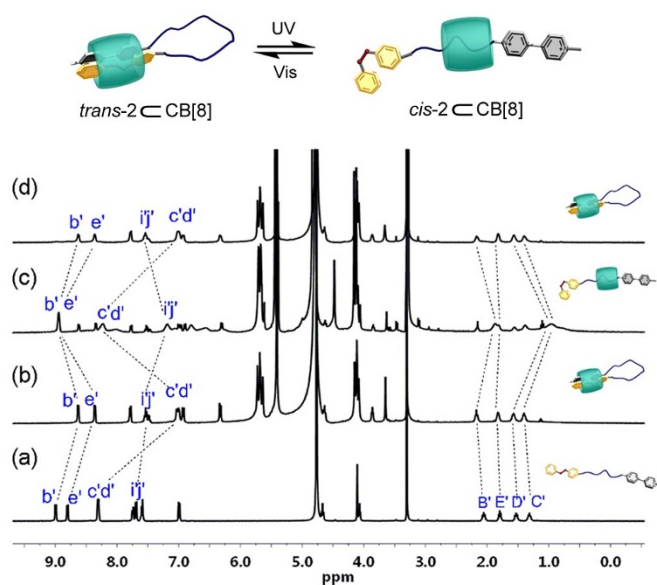 UV
Vis
trans-2 ⊂ CB[8]
cis-2 ⊂ CB[8]
(d)
b' e' i'j' c'd'
(c)
b' e' c'd' i'j'
(b)
b' e' i'j' c'd'
(a)
b' e' c'd' i'j' B' E' D' C'
9.0 8.0 7.0 6.0 5.0 4.0 3.0 2.0 1.0 0.0
ppm